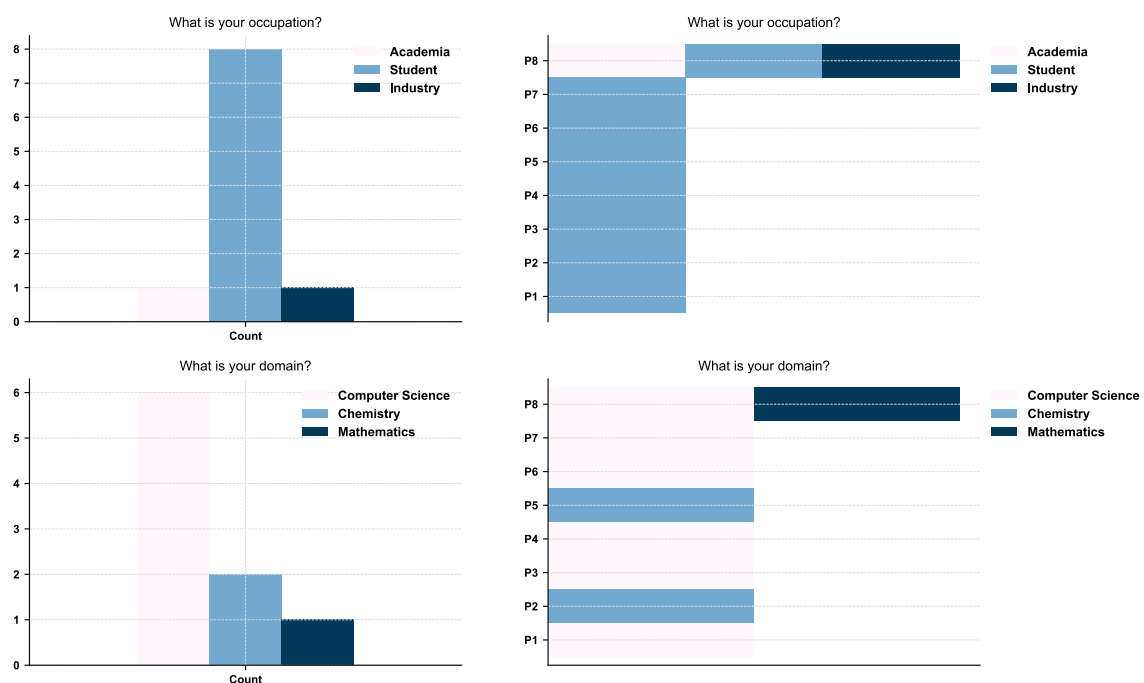 What is your occupation?
8
7
6
5
4
3
2
1
0
Count
Academia
Student
Industry
What is your occupation?
P8
P7
P6
P5
P4
P3
P2
P1
Academia
Student
Industry
What is your domain?
6
5
4
3
2
1
0
Count
Computer Science
Chemistry
Mathematics
What is your domain?
P8
P7
P6
P5
P4
P3
P2
P1
Computer Science
Chemistry
Mathematics